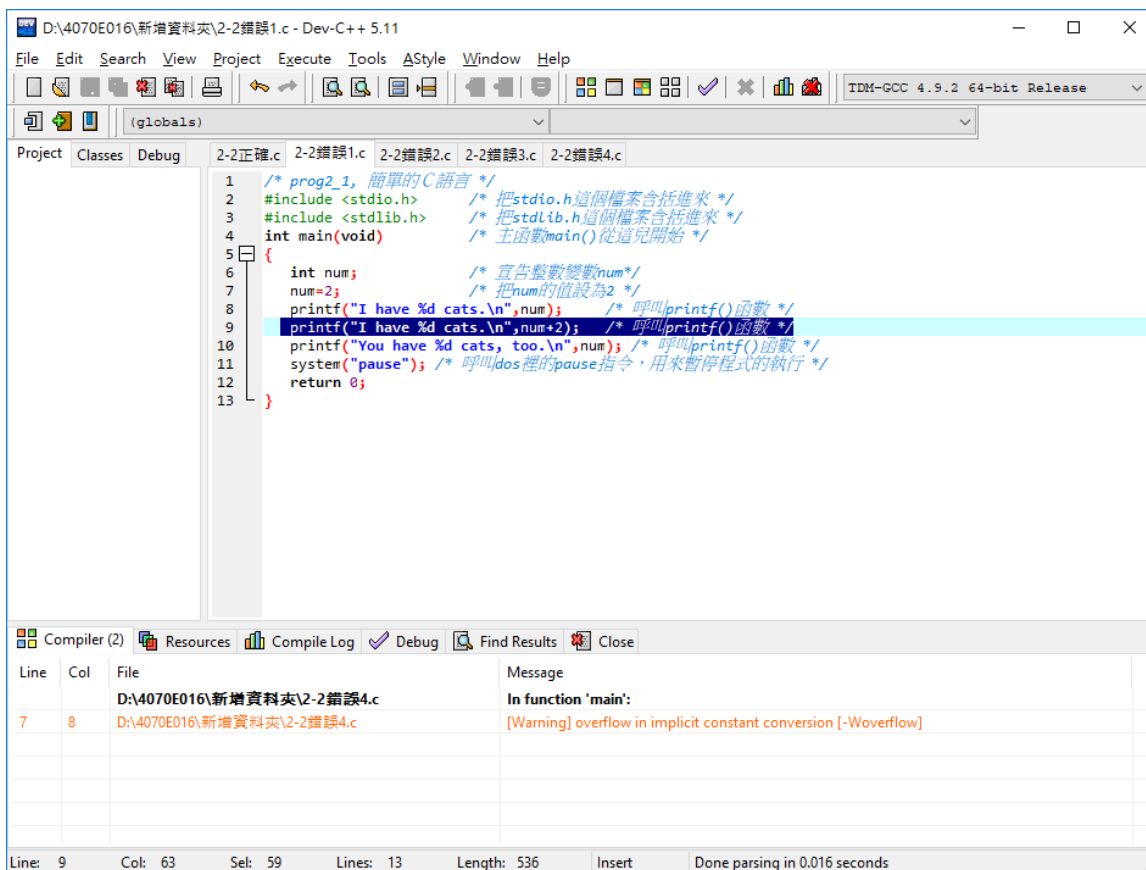 D:\4070E016\新增資料夾\2-2錯誤1.c - Dev-C++ 5.11
File Edit Search View Project Execute Tools AStyle Window Help
TDM-GCC 4.9.2 64-bit Release
(globals)
Project Classes Debug 2-2正確.c 2-2錯誤1.c 2-2錯誤2.c 2-2錯誤3.c 2-2錯誤4.c
1 /* prog2_1, 簡單的C語言 */
2 #include <stdio.h> /* 把stdio.h這個檔案含括進來 */
3 #include <stdlib.h> /* 把stdlib.h這個檔案含括進來 */
4 int main(void) /* 主函數main()從這兒開始 */
5 {
6 int num; /* 宣告整數變數num*/
7 num=2; /* 把num的值設為2 */
8 printf("I have %d cats.\n",num); /* 呼叫printf()函數 */
9 printf("I have %d cats.\n",num+2); /* 呼叫printf()函數 */
10 printf("You have %d cats, too.\n",num); /* 呼叫printf()函數 */
11 system("pause"); /* 呼叫dos裡的pause指令，用來暫停程式的執行 */
12 return 0;
13 }
Compiler (2) Resources Compile Log Debug Find Results Close
Line Col File Message
D:\4070E016\新增資料夾\2-2錯誤4.c In function 'main':
7 8 D:\4070E016\新增資料夾\2-2錯誤4.c [Warning] overflow in implicit constant conversion [-Woverflow]
Line: 9 Col: 63 Sel: 59 Lines: 13 Length: 536 Insert Done parsing in 0.016 seconds